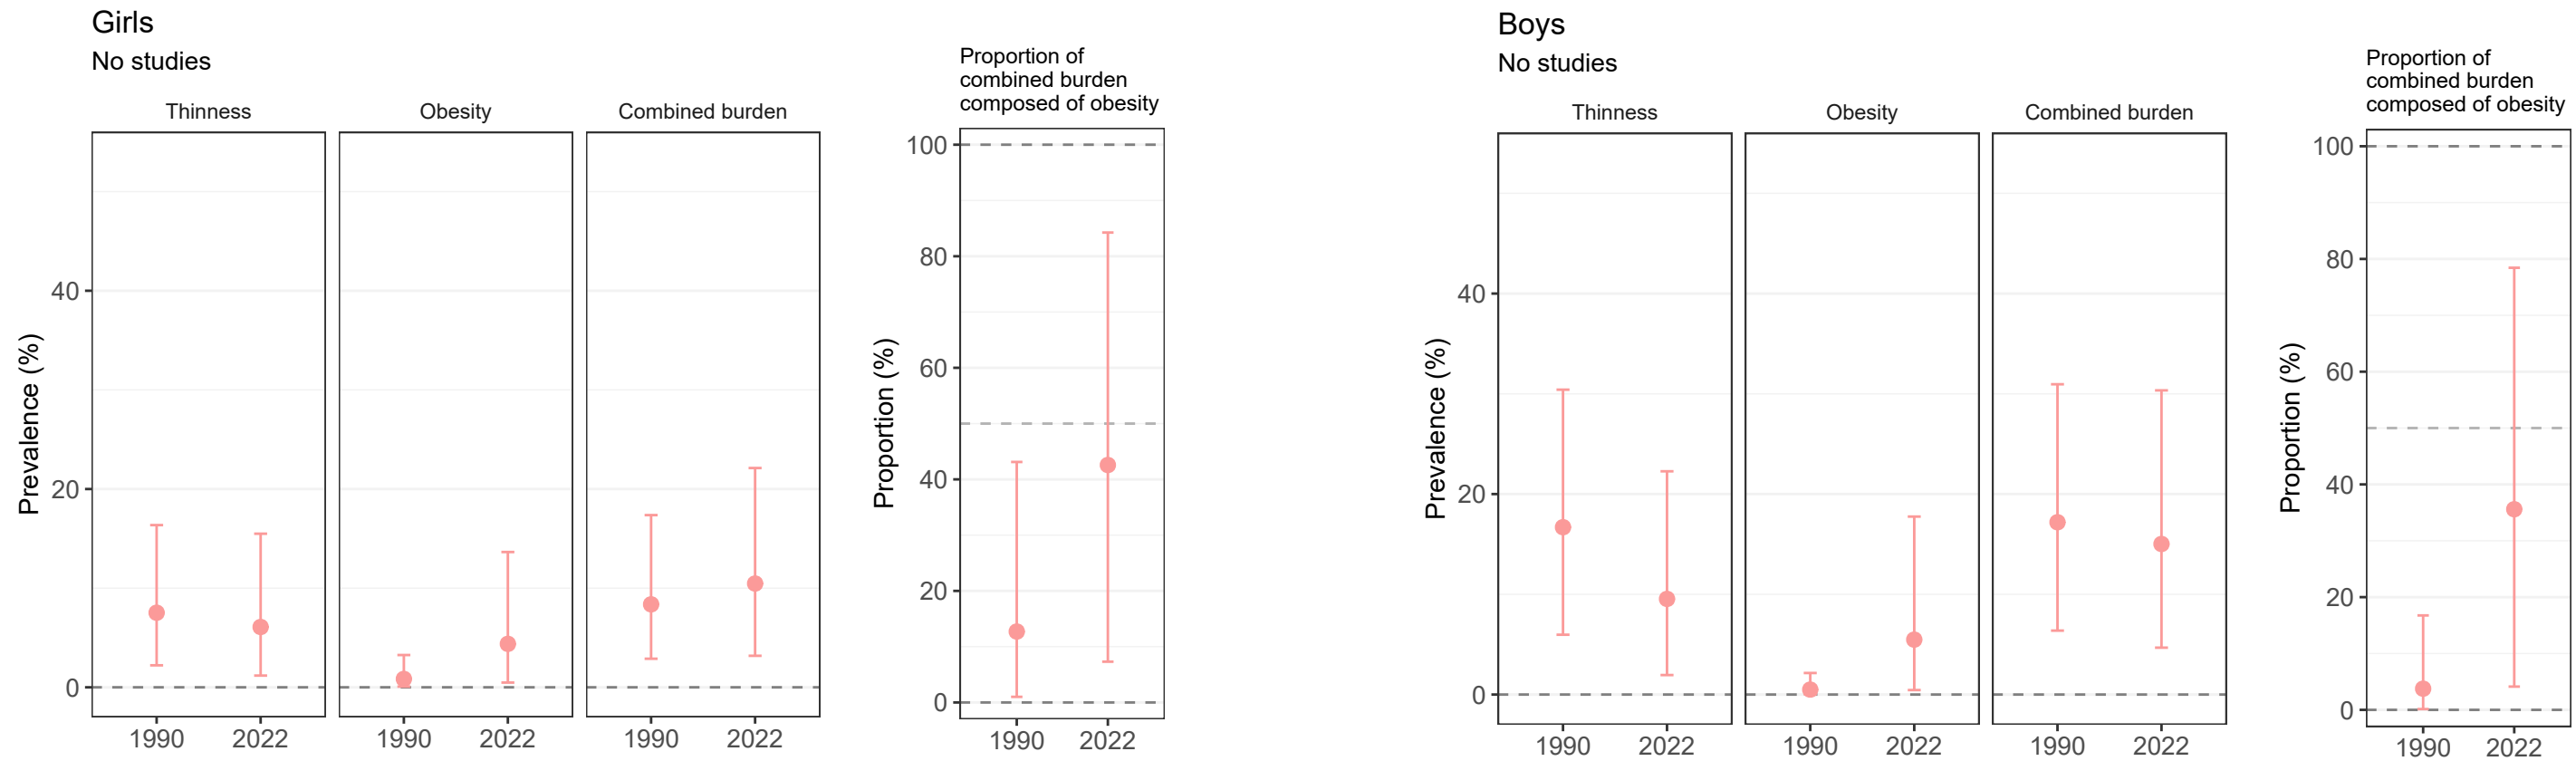 Girls
No studies
Thinness
Obesity
Combined burden
Proportion of
combined burden
composed of obesity
Prevalence (%)
40
20
0
1990 2022
1990 2022
1990 2022
Proportion (%)
100
80
60
40
20
0
1990 2022
Boys
No studies
Thinness
Obesity
Combined burden
Proportion of
combined burden
composed of obesity
Prevalence (%)
40
20
0
1990 2022
1990 2022
1990 2022
Proportion (%)
100
80
60
40
20
0
1990 2022